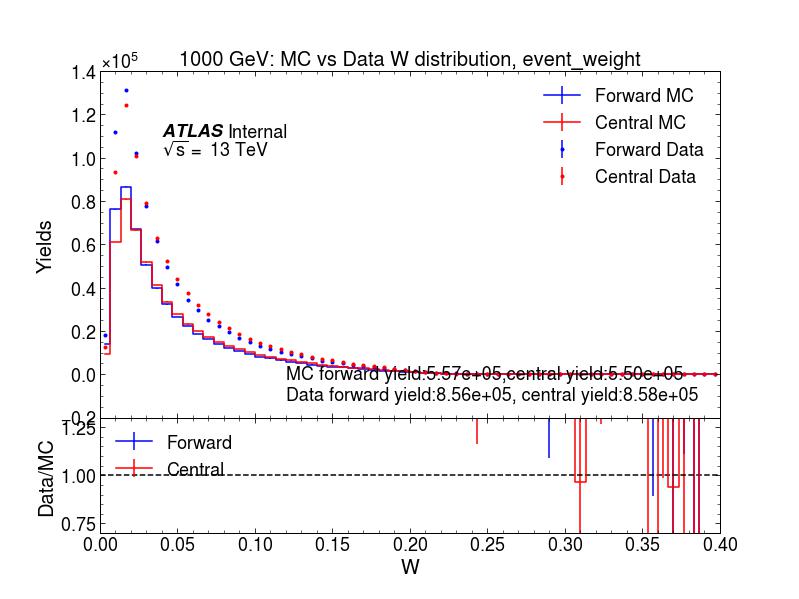 1000 GeV: MC vs Data W distribution, event_weight
×10⁵
1.4
1.2
1.0
0.8
0.6
0.4
0.2
0.0
0.2
Yields
ATLAS Internal
√s = 13 TeV
Forward MC
Central MC
Forward Data
Central Data
MC forward yield:5.57e+05,central yield:5.50e+05
Data forward yield:8.56e+05, central yield:8.58e+05
1.25
1.00
0.75
Data/MC
Forward
Central
0.00 0.05 0.10 0.15 0.20 0.25 0.30 0.35 0.40
W